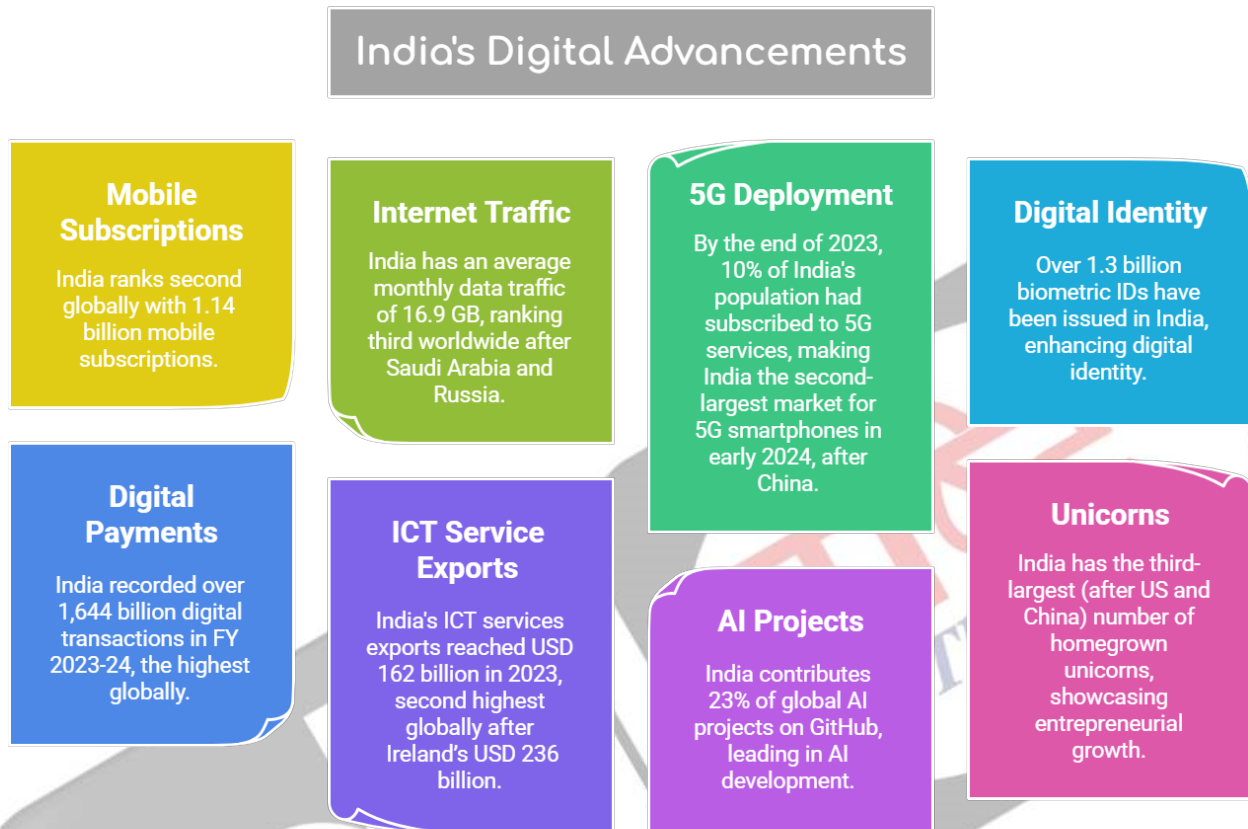 India's Digital Advancements
Mobile
Subscriptions
India ranks second
globally with 1.14
billion mobile
subscriptions.
Internet Traffic
India has an average
monthly data traffic
of 16.9 GB, ranking
third worldwide after
Saudi Arabia and
Russia.
5G Deployment
By the end of 2023,
10% of India's
population had
subscribed to 5G
services, making
India the second-
largest market for
5G smartphones in
early 2024, after
China.
Digital Identity
Over 1.3 billion
biometric IDs have
been issued in India,
enhancing digital
identity.
Digital
Payments
India recorded over
1,644 billion digital
transactions in FY
2023-24, the highest
globally.
ICT Service
Exports
India's ICT services
exports reached USD
162 billion in 2023,
second highest
globally after
Ireland’s USD 236
billion.
AI Projects
India contributes
23% of global AI
projects on GitHub,
leading in AI
development.
Unicorns
India has the third-
largest (after US and
China) number of
homegrown
unicorns,
showcasing
entrepreneurial
growth.